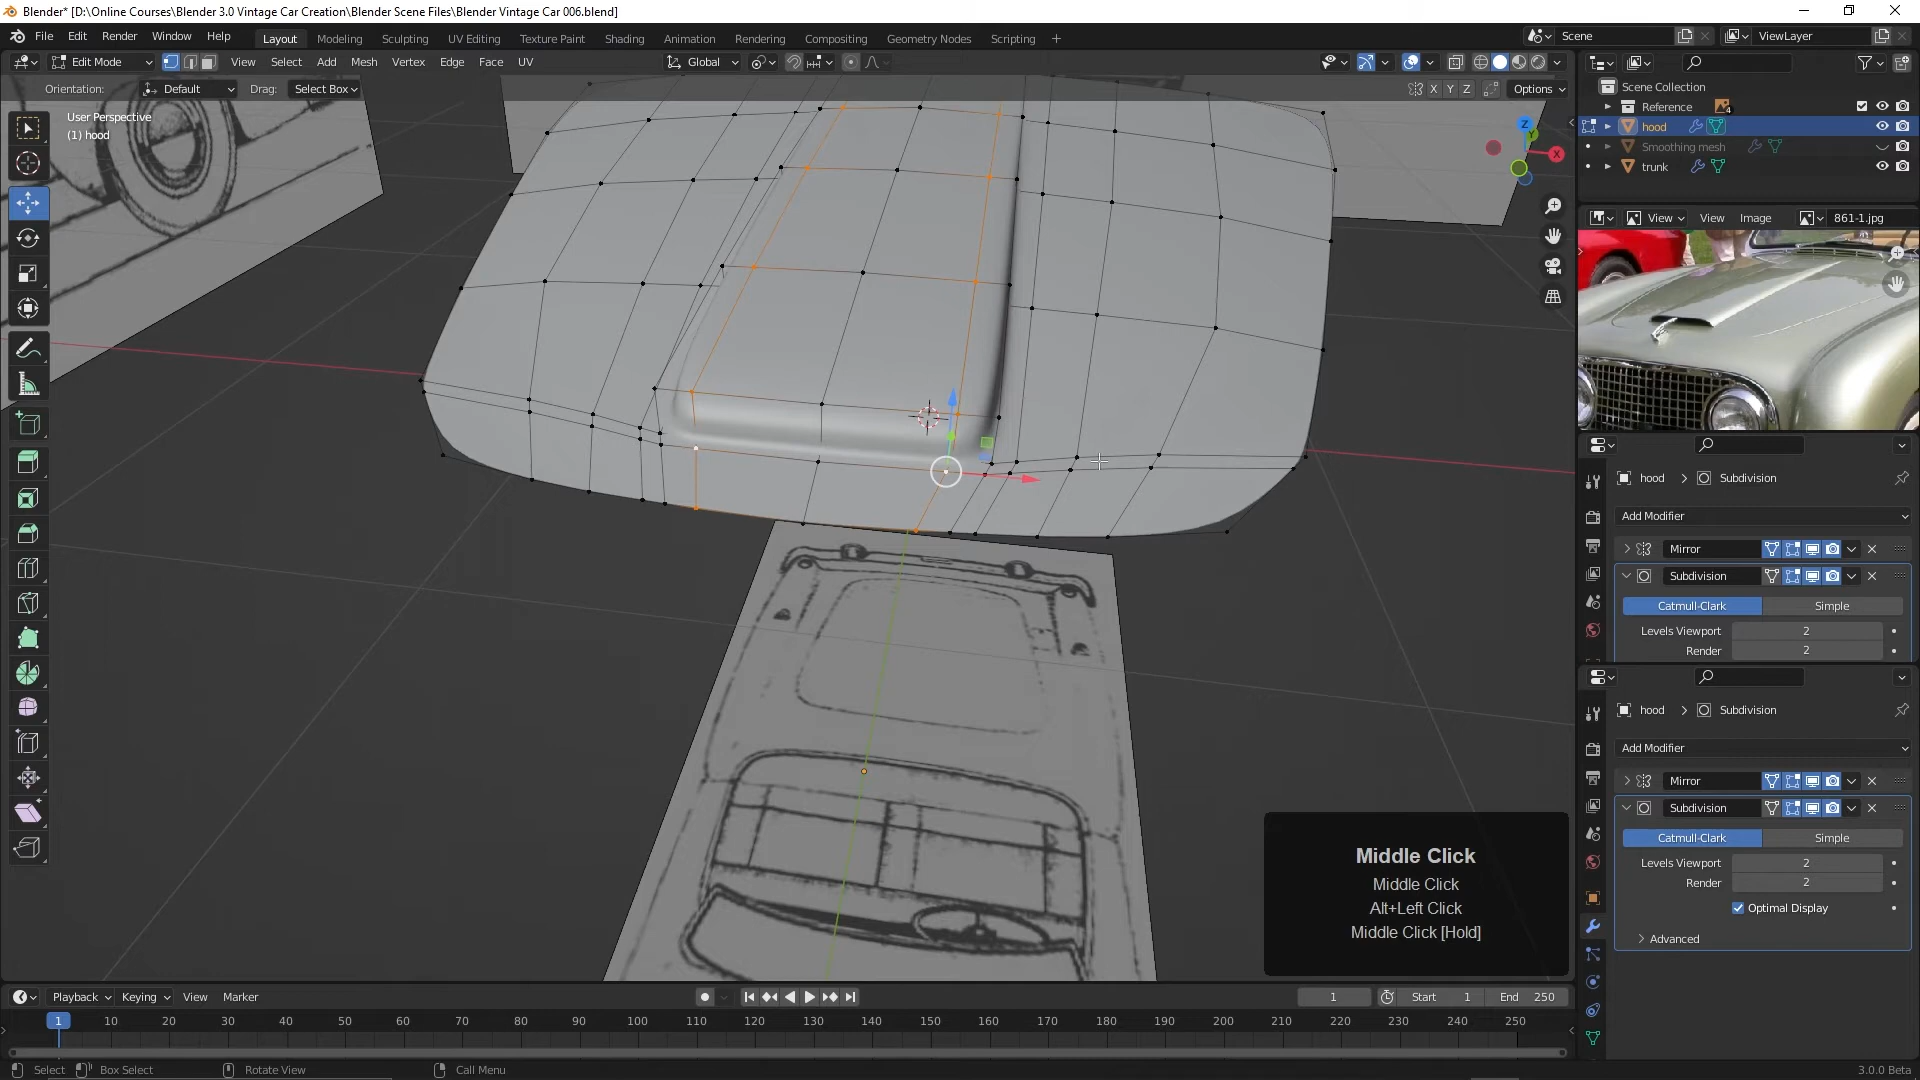 Blender* [D:\Online Courses\Blender 3.0 Vintage Car Creation\Blender Scene Files\Blender Vintage Car 006.blend]
File Edit Render Window Help Layout Modeling Sculpting UV Editing Texture Paint Shading Animation Rendering Compositing Geometry Nodes Scripting + Scene ViewLayer
Edit Mode View Select Add Mesh Vertex Edge Face UV Global
Orientation: Default Drag: Select Box X Y Z Options
User Perspective
(1) hood
Z
Y
X
Scene Collection
Reference 4
hood
Smoothing mesh
trunk
View View Image 861-1.jpg
hood > Subdivision
Add Modifier
Mirror
Subdivision
Catmull-Clark Simple
Levels Viewport 2
Render 2
hood > Subdivision
Add Modifier
Mirror
Subdivision
Catmull-Clark Simple
Levels Viewport 2
Render 2
Optimal Display
Advanced
Middle Click
Middle Click
Alt+Left Click
Middle Click [Hold]
Playback Keying View Marker 1 Start 1 End 250
1 10 20 30 40 50 60 70 80 90 100 110 120 130 140 150 160 170 180 190 200 210 220 230 240 250
Select Box Select Rotate View Call Menu 3.0.0 Beta